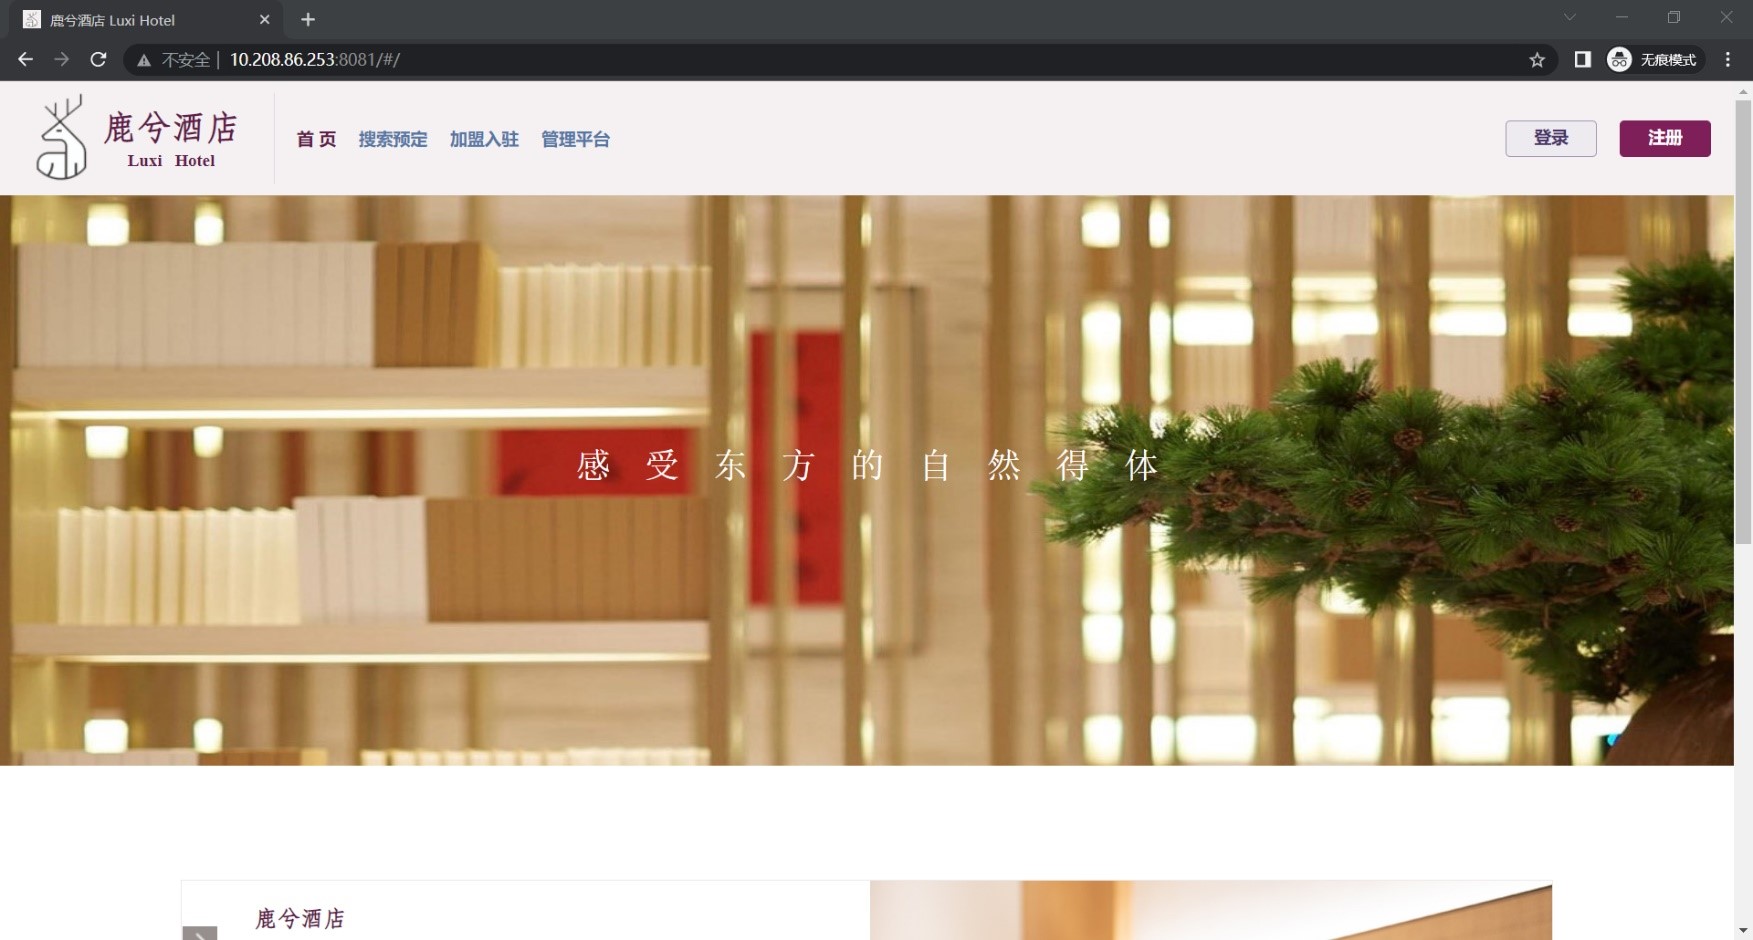 鹿兮酒店 Luxi Hotel
不安全 | 10.208.86.253:8081/#/
无痕模式
鹿兮酒店
Luxi Hotel
首 页 搜索预定 加盟入驻 管理平台
登录 注册
感受东方的自然得体
鹿兮酒店